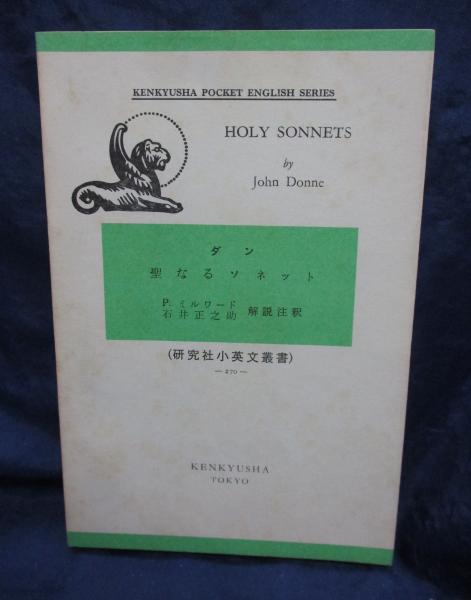 KENKYUSHA POCKET ENGLISH SERIES
HOLY SONNETS
by
John Donne
ダン
聖なるソネット
P. ミルワード
石井正之助 解説注釈
(研究社小英文叢書)
— 270 —
KENKYUSHA
TOKYO